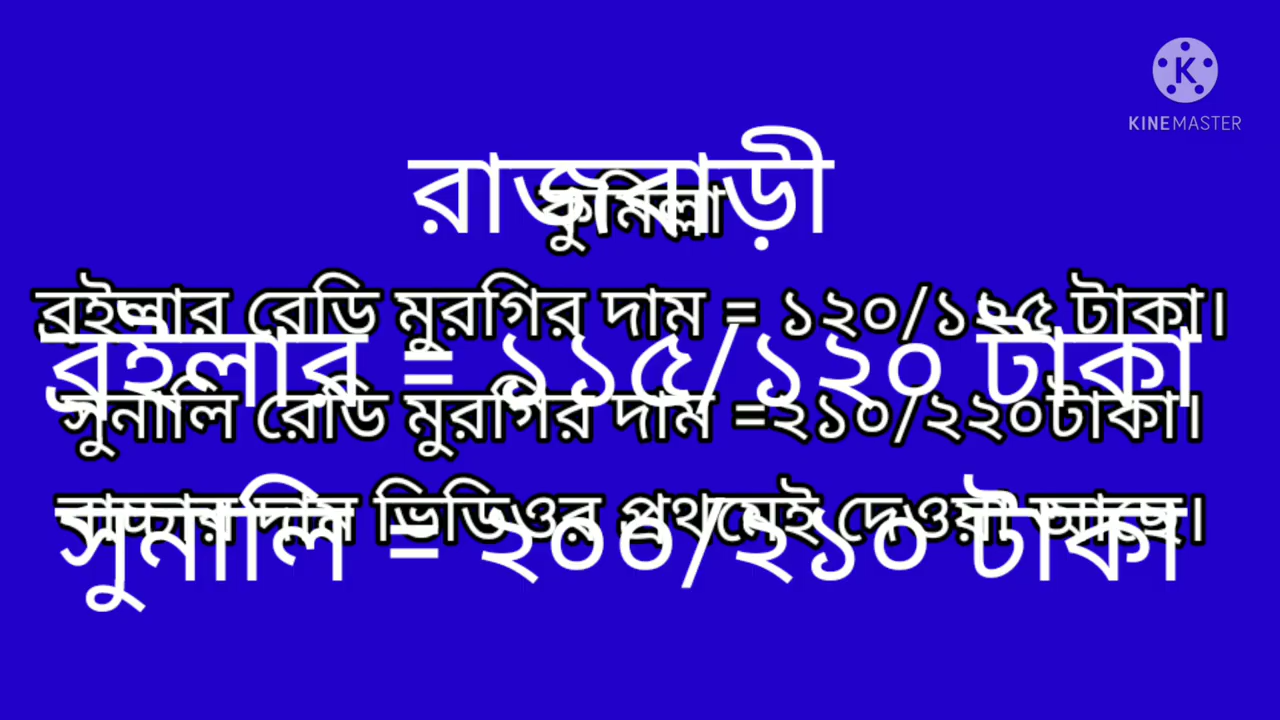 KINEMASTER
রাজবাড়ী
কুমিল্লা
ব্রইলার রেডি মুরগির দাম = ১২০/১২৫ টাকা।
ব্রইলার = ১১৫/১২০ টাকা
সুনালি রেডি মুরগির দাম =২১০/২২০টাকা।
বাচ্চার দাম ভিডিওর প্রথমেই দেওয়া আছে।
সুনালি = ২০০/২১০ টাকা